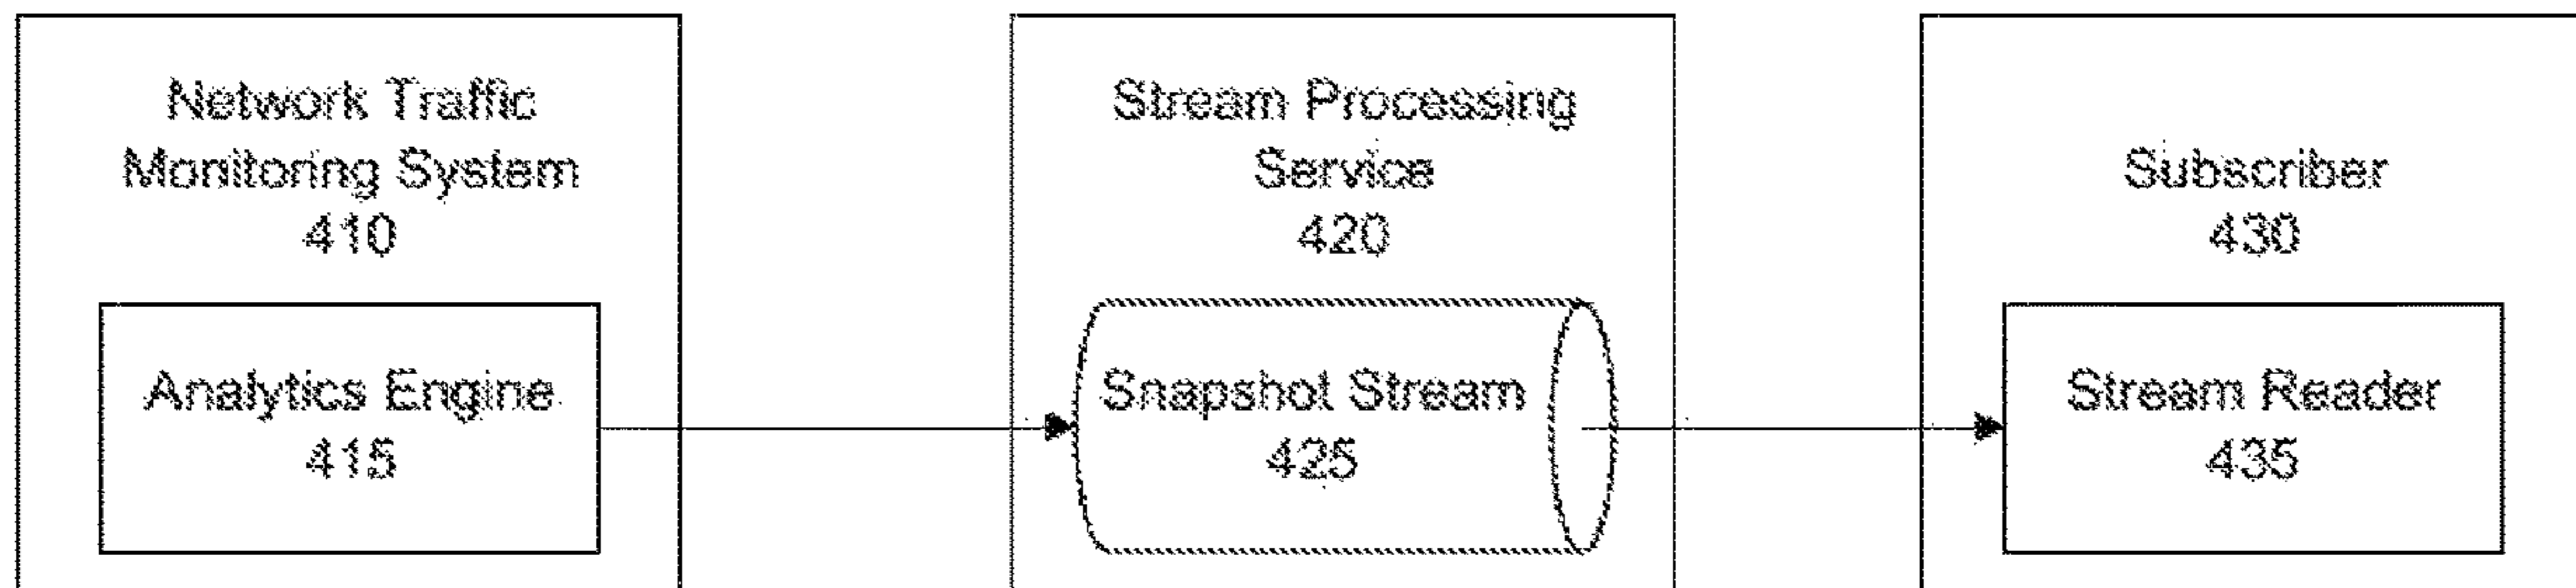 Network Traffic
Monitoring System
410
Analytics Engine
415
Stream Processing
Service
420
Snapshot Stream
425
Subscriber
430
Stream Reader
435